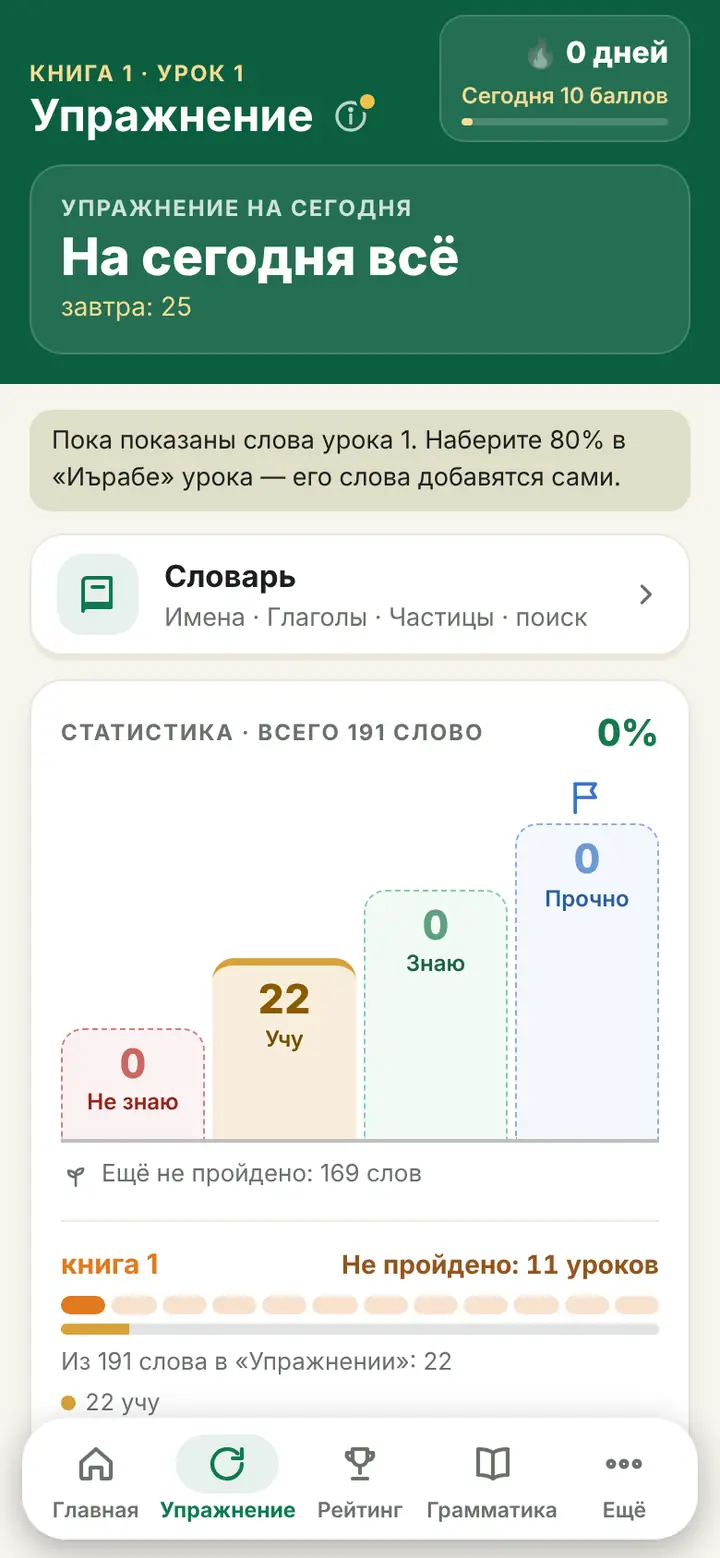 КНИГА 1 · УРОК 1
Упражнение
0 дней
Сегодня 10 баллов
УПРАЖНЕНИЕ НА СЕГОДНЯ
На сегодня всё
завтра: 25
Пока показаны слова урока 1. Наберите 80% в
«Иърабе» урока — его слова добавятся сами.
Словарь
Имена · Глаголы · Частицы · поиск
СТАТИСТИКА · ВСЕГО 191 СЛОВО
0%
0
Прочно
0
Знаю
22
Учу
0
Не знаю
Ещё не пройдено: 169 слов
книга 1
Не пройдено: 11 уроков
Из 191 слова в «Упражнении»: 22
22 учу
Главная
Упражнение
Рейтинг
Грамматика
Ещё